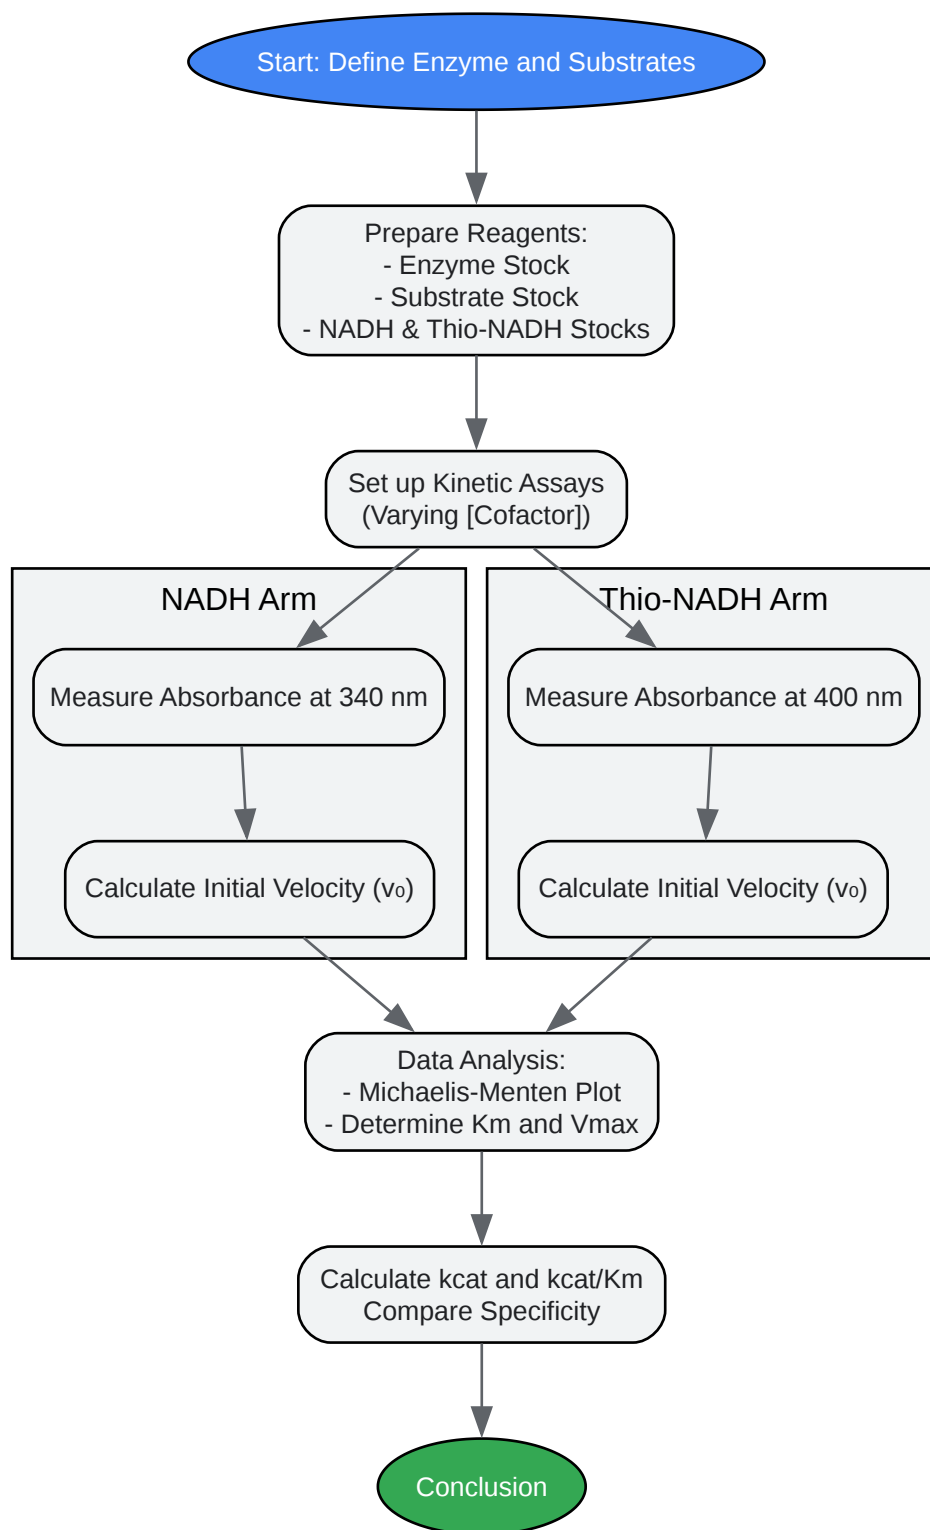 Start: Define Enzyme and Substrates
Prepare Reagents:
- Enzyme Stock
- Substrate Stock
- NADH & Thio-NADH Stocks
Set up Kinetic Assays
(Varying [Cofactor])
NADH Arm
Measure Absorbance at 340 nm
Calculate Initial Velocity (v₀)
Thio-NADH Arm
Measure Absorbance at 400 nm
Calculate Initial Velocity (v₀)
Data Analysis:
- Michaelis-Menten Plot
- Determine Km and Vmax
Calculate kcat and kcat/Km
Compare Specificity
Conclusion